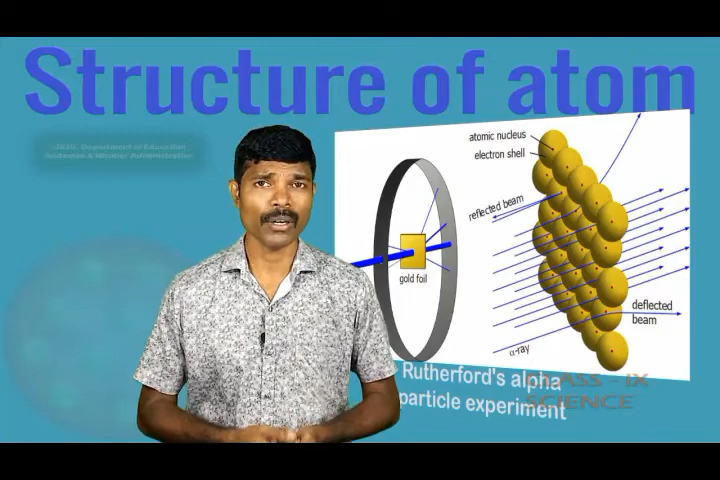 Structure of atom
atomic nucleus
electron shell
reflected beam
gold foil
deflected
beam
α-ray
Rutherford's alpha
particle experiment
CLASS - IX
SCIENCE